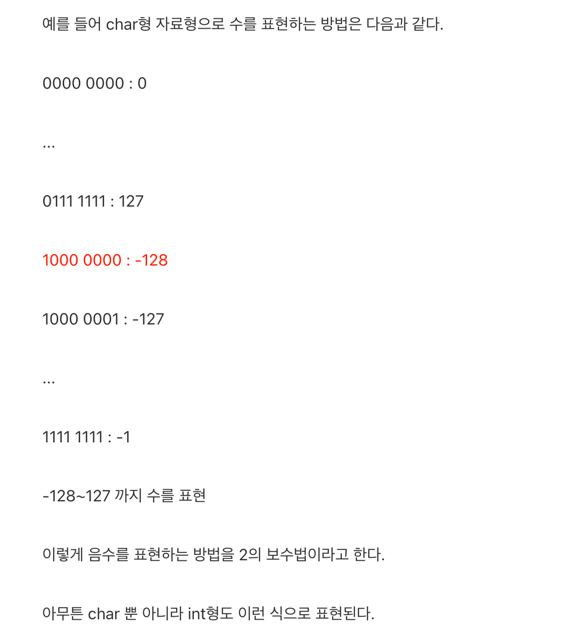 예를 들어 char형 자료형으로 수를 표현하는 방법은 다음과 같다.
0000 0000 : 0
...
0111 1111 : 127
1000 0000 : -128
1000 0001 : -127
...
1111 1111 : -1
-128~127 까지 수를 표현
이렇게 음수를 표현하는 방법을 2의 보수법이라고 한다.
아무튼 char 뿐 아니라 int형도 이런 식으로 표현된다.